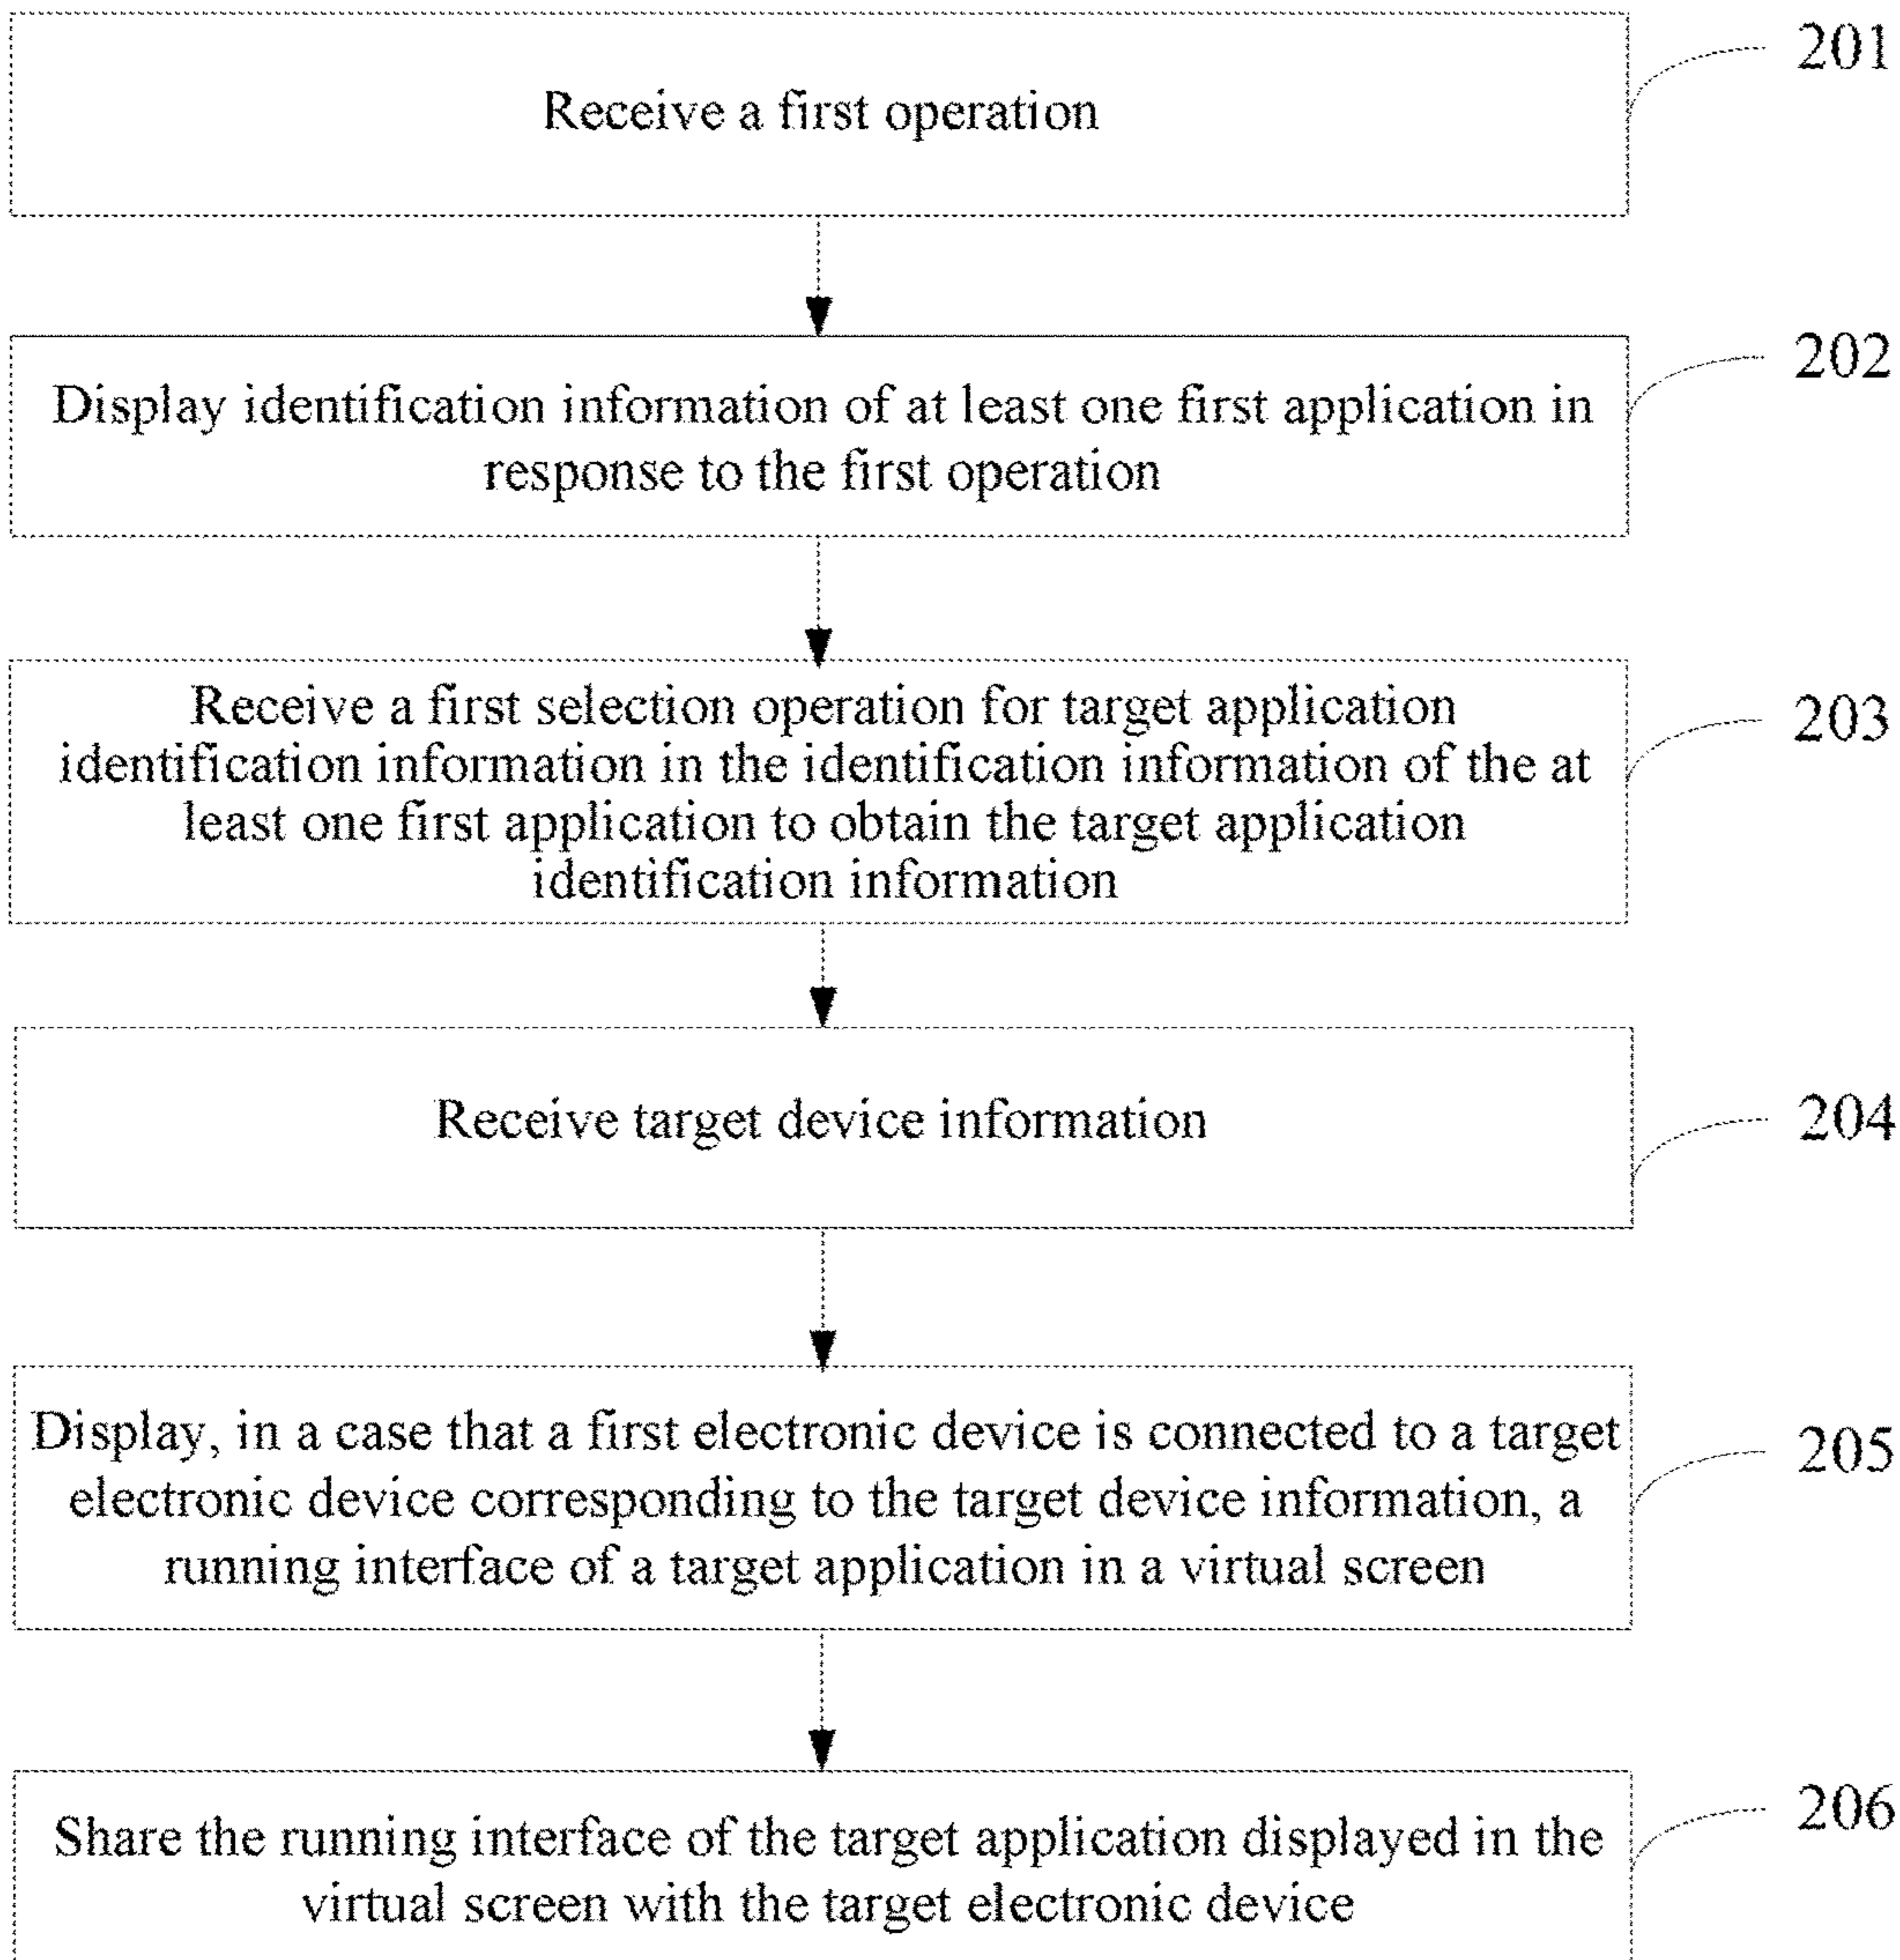 Receive a first operation
201
Display identification information of at least one first application in
response to the first operation
202
Receive a first selection operation for target application
identification information in the identification information of the at
least one first application to obtain the target application
identification information
203
Receive target device information
204
Display, in a case that a first electronic device is connected to a target
electronic device corresponding to the target device information, a
running interface of a target application in a virtual screen
205
Share the running interface of the target application displayed in the
virtual screen with the target electronic device
206